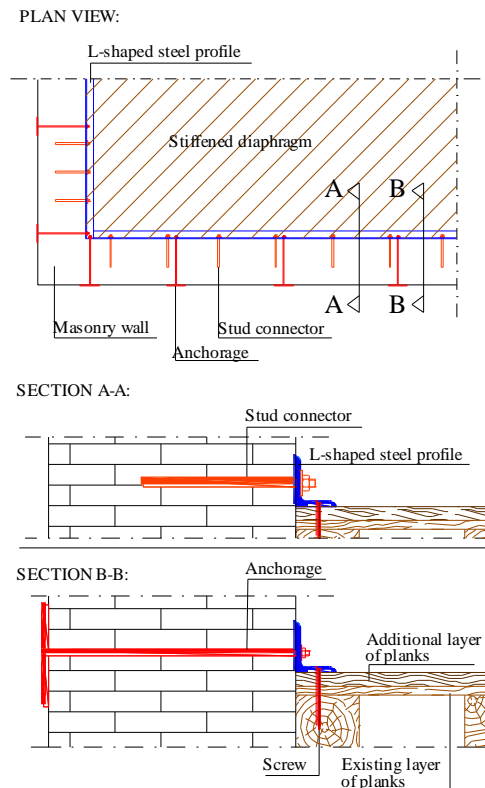 PLAN VIEW:
L-shaped steel profile
Stiffened diaphragm
A
B
A
B
Masonry wall
Stud connector
Anchorage
SECTION A-A:
Stud connector
L-shaped steel profile
SECTION B-B:
Anchorage
Additional layer
of planks
Screw
Existing layer
of planks